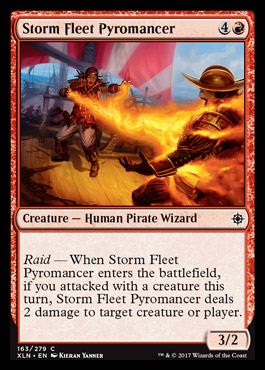 Storm Fleet Pyromancer 4
Creature — Human Pirate Wizard
Raid — When Storm Fleet
Pyromancer enters the battlefield,
if you attacked with a creature this
turn, Storm Fleet Pyromancer deals
2 damage to target creature or player.
3/2
163/279 C
XLN • EN KIERAN YANNER
™ & © 2017 Wizards of the Coast